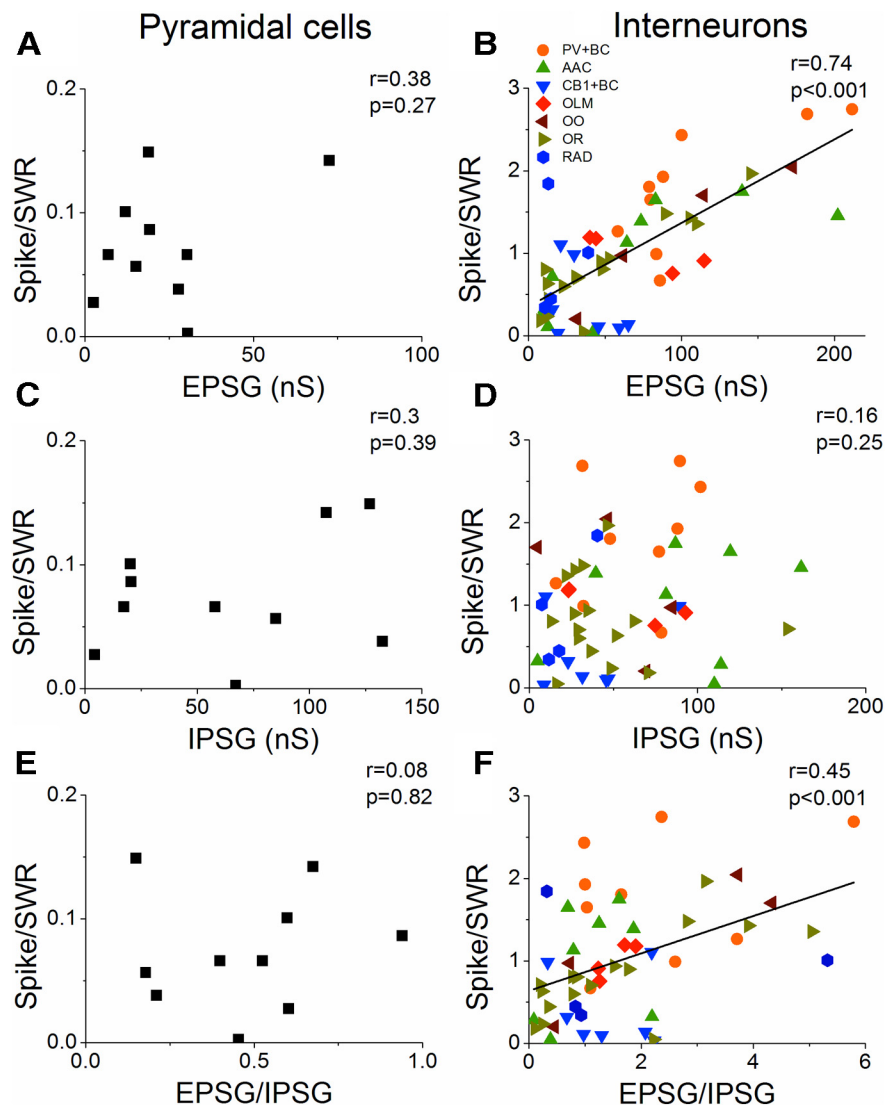 Pyramidal cells
Interneurons
A
r=0.38
p=0.27
Spike/SWR
0.2
0.1
0.0
0
50
100
EPSG (nS)
B
PV+BC
AAC
CB1+BC
OLM
OO
OR
RAD
r=0.74
p<0.001
Spike/SWR
3
2
1
0
0
100
200
EPSG (nS)
C
r=0.3
p=0.39
Spike/SWR
0.2
0.1
0.0
0
50
100
150
IPSG (nS)
D
r=0.16
p=0.25
Spike/SWR
3
2
1
0
0
100
200
IPSG (nS)
E
r=0.08
p=0.82
Spike/SWR
0.2
0.1
0.0
0.0
0.5
1.0
EPSG/IPSG
F
r=0.45
p<0.001
Spike/SWR
3
2
1
0
0
2
4
6
EPSG/IPSG